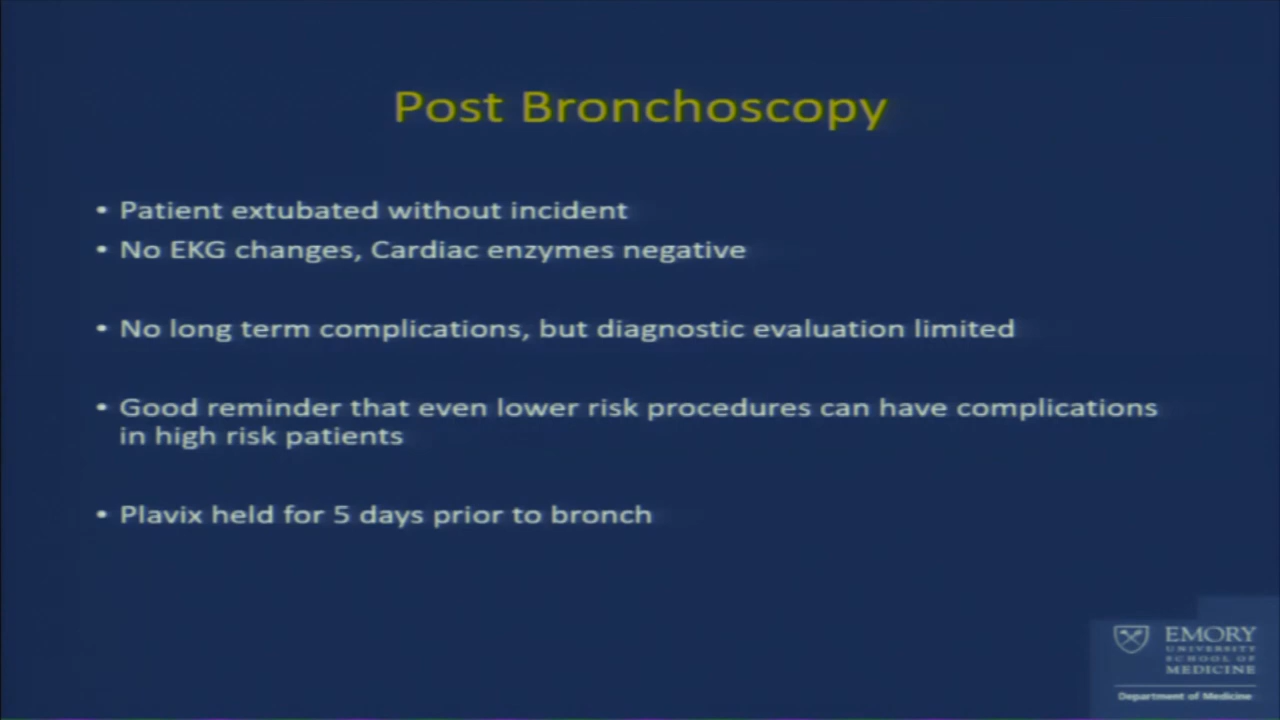 Post Bronchoscopy
• Patient extubated without incident
• No EKG changes, Cardiac enzymes negative
• No long term complications, but diagnostic evaluation limited
• Good reminder that even lower risk procedures can have complications
in high risk patients
• Plavix held for 5 days prior to bronch
EMORY
UNIVERSITY
SCHOOL OF
MEDICINE
Department of Medicine